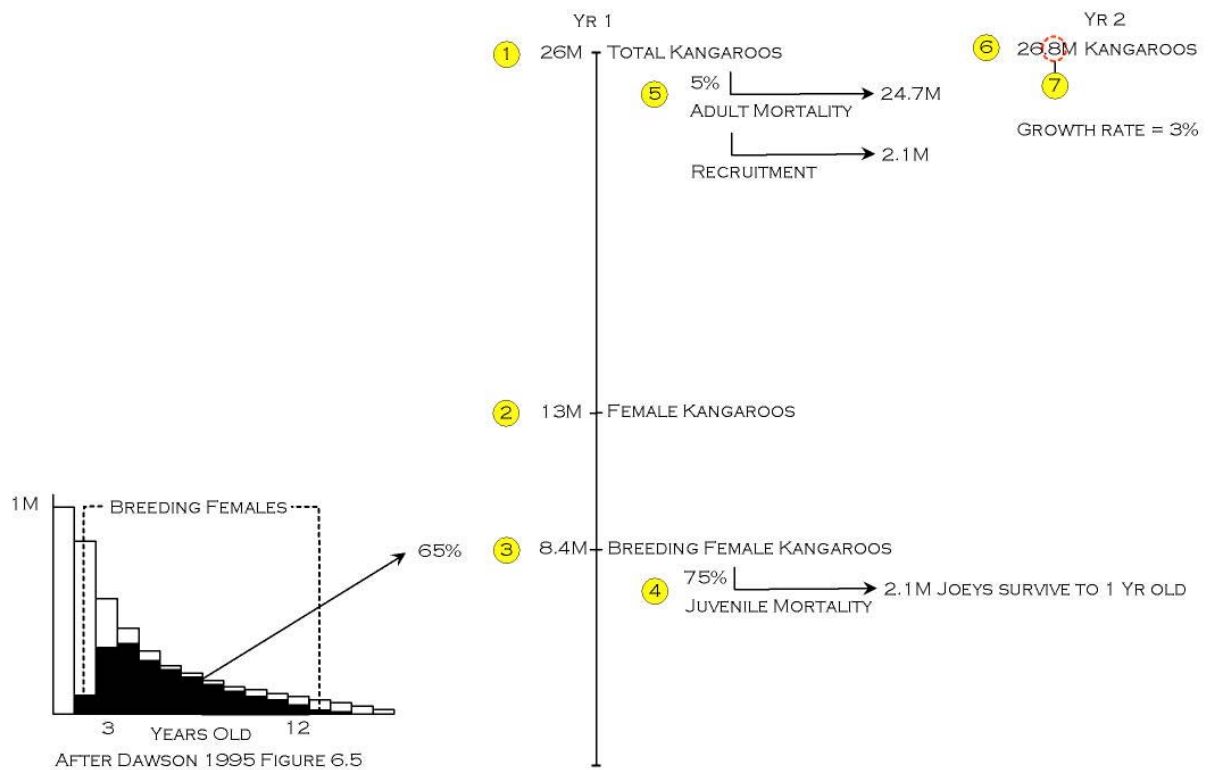 YR 1
YR 2
1 26M TOTAL KANGAROOS
6 26.8M KANGAROOS
7
5 5% 24.7M
ADULT MORTALITY
GROWTH RATE = 3%
2.1M
RECRUITMENT
2 13M FEMALE KANGAROOS
1M BREEDING FEMALES
65%
3 8.4M BREEDING FEMALE KANGAROOS
4 75% 2.1M JOEYS SURVIVE TO 1 YR OLD
JUVENILE MORTALITY
3 12
YEARS OLD
AFTER DAWSON 1995 FIGURE 6.5